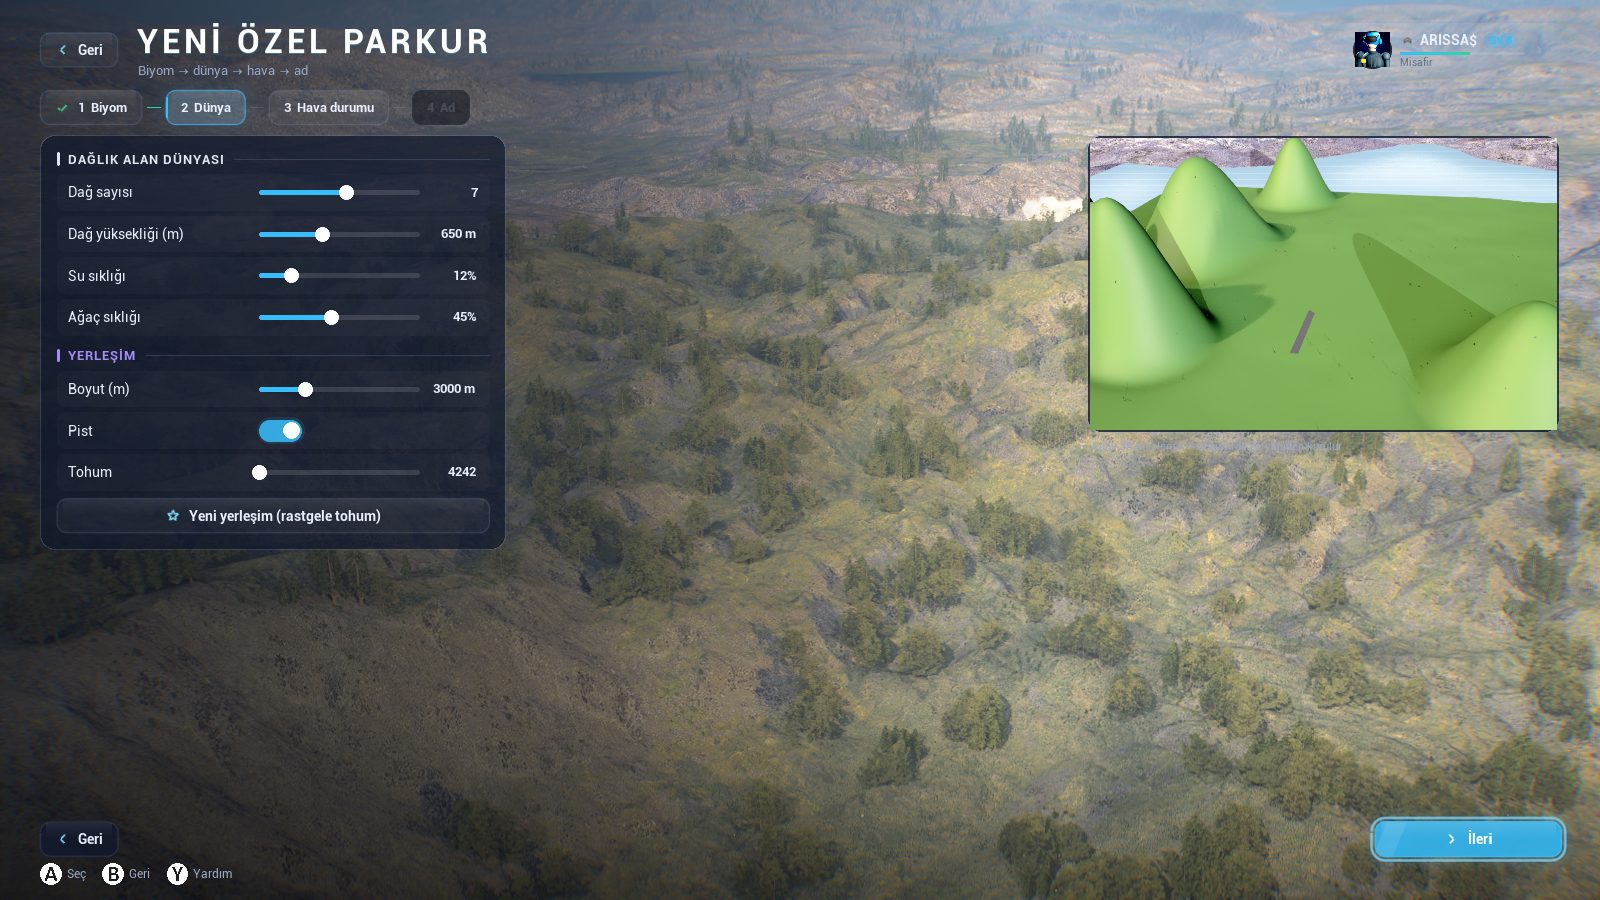 Geri
YENİ ÖZEL PARKUR
Biyom → dünya → hava → ad
ARISSA$
Misafir
1 Biyom
2 Dünya
3 Hava durumu
4 Ad
DAĞLIK ALAN DÜNYASI
Dağ sayısı 7
Dağ yüksekliği (m) 650 m
Su sıklığı 12%
Ağaç sıklığı 45%
YERLEŞİM
Boyut (m) 3000 m
Pist
Tohum 4242
Yeni yerleşim (rastgele tohum)
Geri
İleri
A Seç B Geri Y Yardım